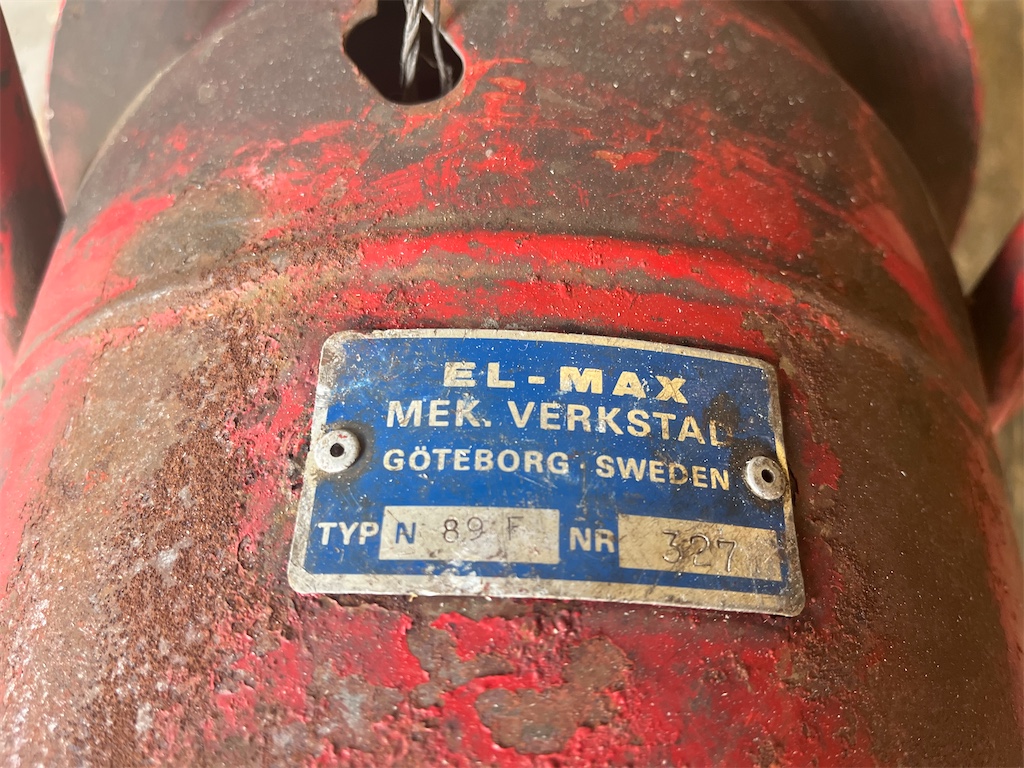 EL-MAX
MEK. VERKSTAD
GÖTEBORG SWEDEN
TYP N 89 F NR 327